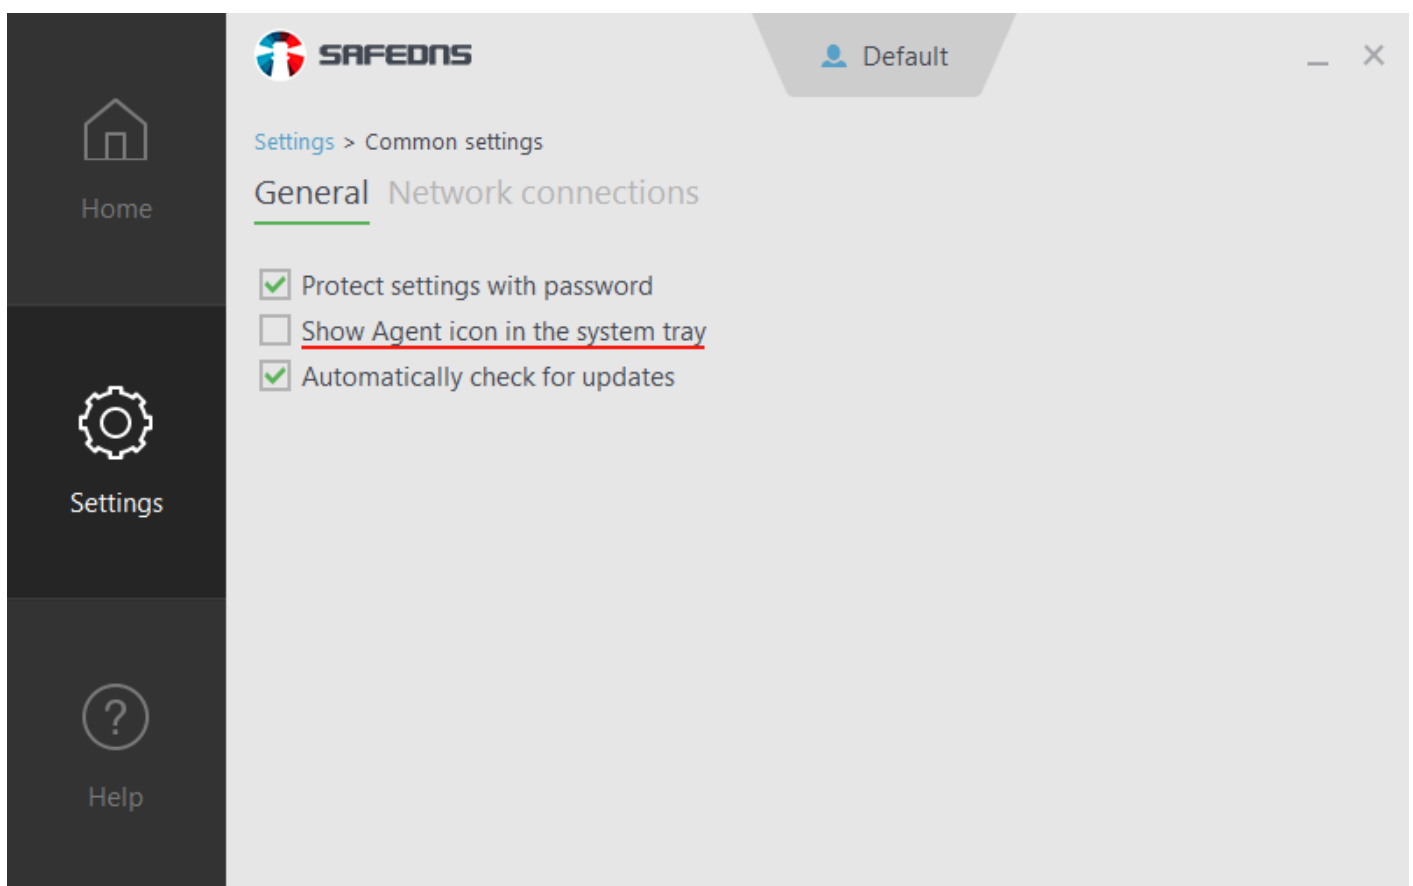 SAFEDNS
Default
Settings > Common settings
General Network connections
Protect settings with password
Show Agent icon in the system tray
Automatically check for updates
Home
Settings
?
Help